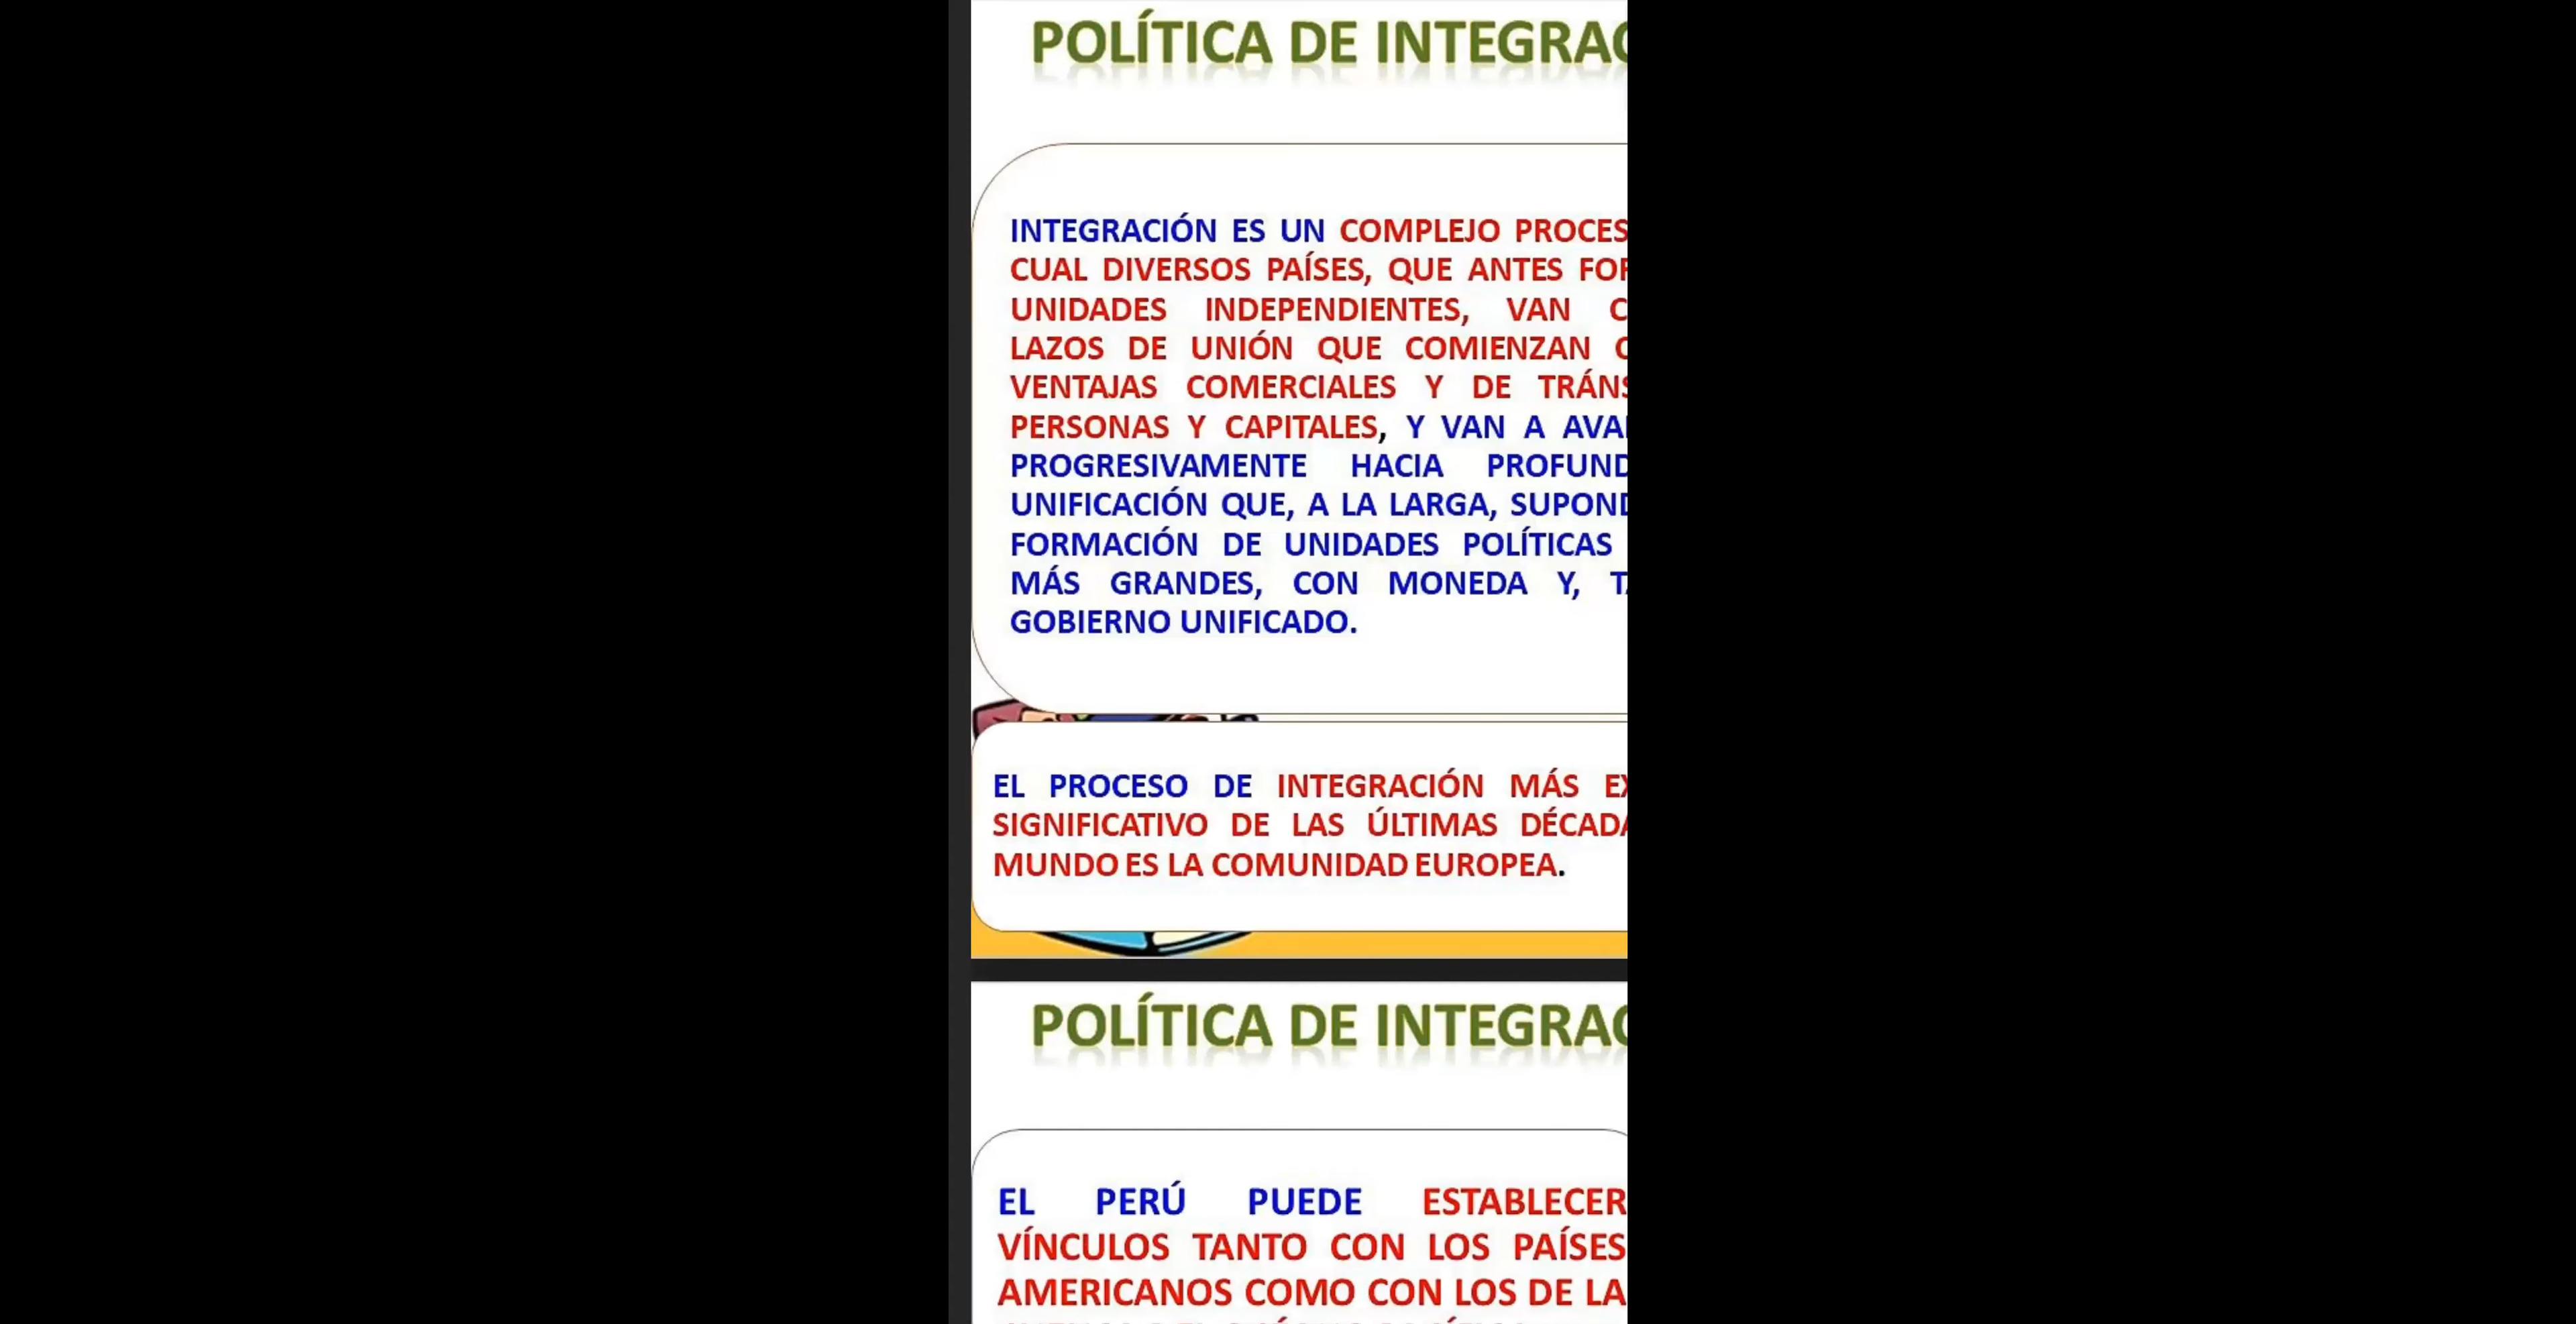 POLÍTICA DE INTEGRAC
INTEGRACIÓN ES UN COMPLEJO PROCES
CUAL DIVERSOS PAÍSES, QUE ANTES FOR
UNIDADES INDEPENDIENTES, VAN C
LAZOS DE UNIÓN QUE COMIENZAN C
VENTAJAS COMERCIALES Y DE TRÁNS
PERSONAS Y CAPITALES, Y VAN A AVAN
PROGRESIVAMENTE HACIA PROFUND
UNIFICACIÓN QUE, A LA LARGA, SUPOND
FORMACIÓN DE UNIDADES POLÍTICAS
MÁS GRANDES, CON MONEDA Y, TA
GOBIERNO UNIFICADO.
EL PROCESO DE INTEGRACIÓN MÁS EX
SIGNIFICATIVO DE LAS ÚLTIMAS DÉCADA
MUNDO ES LA COMUNIDAD EUROPEA.
POLÍTICA DE INTEGRAC
EL PERÚ PUEDE ESTABLECER
VÍNCULOS TANTO CON LOS PAÍSES
AMERICANOS COMO CON LOS DE LA